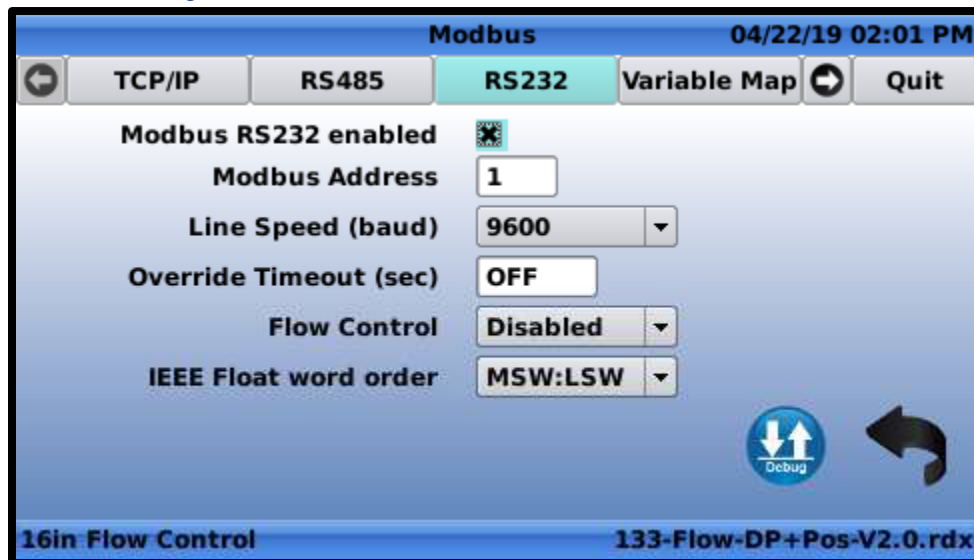 Modbus 04/22/19 02:01 PM
TCP/IP RS485 RS232 Variable Map Quit
Modbus RS232 enabled
Modbus Address 1
Line Speed (baud) 9600
Override Timeout (sec) OFF
Flow Control Disabled
IEEE Float word order MSW:LSW
Debug
16in Flow Control 133-Flow-DP+Pos-V2.0.rdx